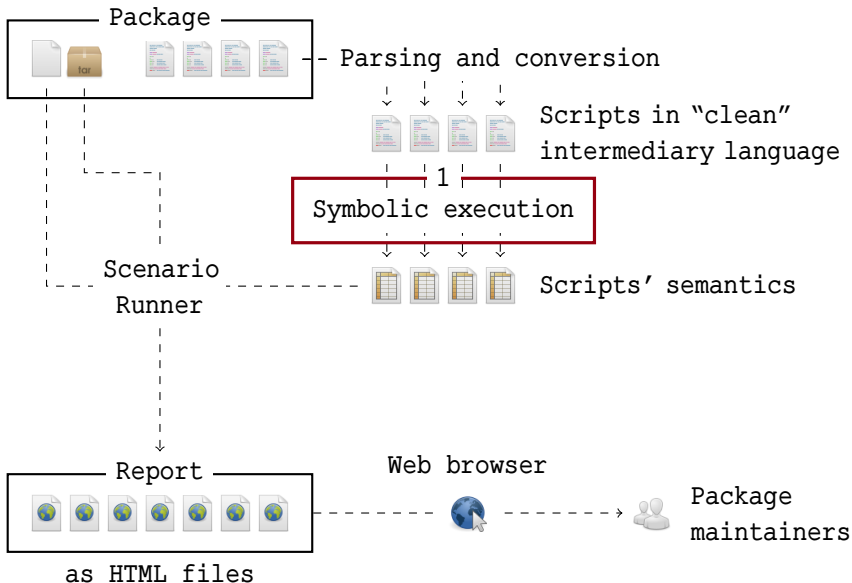 Package
tar
Parsing and conversion
Scripts in “clean”
intermediary language
1
Symbolic execution
Scenario
Runner
Scripts’ semantics
Report
Web browser
Package
maintainers
as HTML files